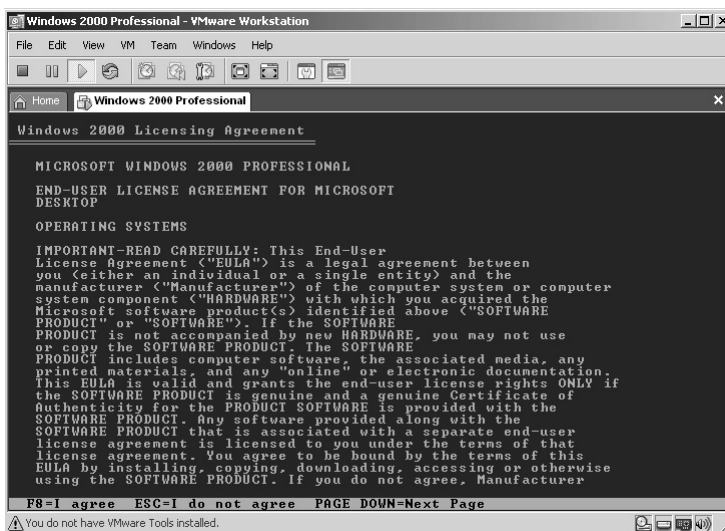 Windows 2000 Professional - VMware Workstation
File Edit View VM Team Windows Help
Home Windows 2000 Professional
Windows 2000 Licensing Agreement
MICROSOFT WINDOWS 2000 PROFESSIONAL
END-USER LICENSE AGREEMENT FOR MICROSOFT
DESKTOP
OPERATING SYSTEMS
IMPORTANT-READ CAREFULLY: This End-User
License Agreement ("EULA") is a legal agreement between
you (either an individual or a single entity) and the
manufacturer ("Manufacturer") of the computer system or computer
system component ("HARDWARE") with which you acquired the
Microsoft software product(s) identified above ("SOFTWARE
PRODUCT" or "SOFTWARE"). If the SOFTWARE
PRODUCT is not accompanied by new HARDWARE, you may not use
or copy the SOFTWARE PRODUCT. The SOFTWARE
PRODUCT includes computer software, the associated media, any
printed materials, and any "online" or electronic documentation.
This EULA is valid and grants the end-user license rights ONLY if
the SOFTWARE PRODUCT is genuine and a genuine Certificate of
Authenticity for the PRODUCT SOFTWARE is provided with the
SOFTWARE PRODUCT. Any software provided along with the
SOFTWARE PRODUCT that is associated with a separate end-user
license agreement is licensed to you under the terms of that
license agreement. You agree to be bound by the terms of this
EULA by installing, copying, downloading, accessing or otherwise
using the SOFTWARE PRODUCT. If you do not agree, Manufacturer
F8=I agree ESC=I do not agree PAGE DOWN=Next Page
You do not have VMware Tools installed.